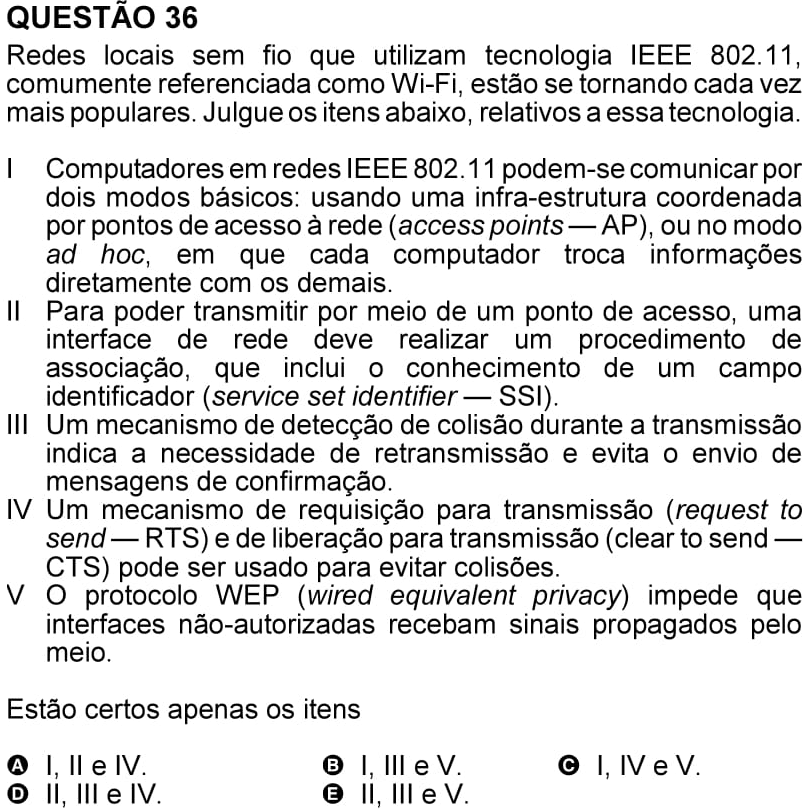 QUESTÃO 36
Redes locais sem fio que utilizam tecnologia IEEE 802.11,
comumente referenciada como Wi-Fi, estão se tornando cada vez
mais populares. Julgue os itens abaixo, relativos a essa tecnologia.
I Computadores em redes IEEE 802.11 podem-se comunicar por
dois modos básicos: usando uma infra-estrutura coordenada
por pontos de acesso à rede (access points — AP), ou no modo
ad hoc, em que cada computador troca informações
diretamente com os demais.
II Para poder transmitir por meio de um ponto de acesso, uma
interface de rede deve realizar um procedimento de
associação, que inclui o conhecimento de um campo
identificador (service set identifier — SSI).
III Um mecanismo de detecção de colisão durante a transmissão
indica a necessidade de retransmissão e evita o envio de
mensagens de confirmação.
IV Um mecanismo de requisição para transmissão (request to
send — RTS) e de liberação para transmissão (clear to send —
CTS) pode ser usado para evitar colisões.
V O protocolo WEP (wired equivalent privacy) impede que
interfaces não-autorizadas recebam sinais propagados pelo
meio.
Estão certos apenas os itens
A I, II e IV. B I, III e V. C I, IV e V.
D II, III e IV. E II, III e V.